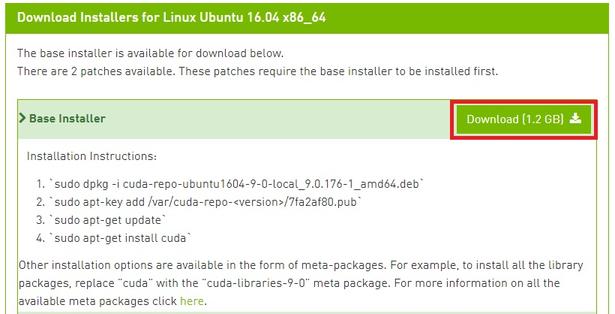 Download Installers for Linux Ubuntu 16.04 x86_64
The base installer is available for download below.
There are 2 patches available. These patches require the base installer to be installed first.
Base Installer
Download (1.2 GB)
Installation Instructions:
1. `sudo dpkg -i cuda-repo-ubuntu1604-9-0-local_9.0.176-1_amd64.deb`
2. `sudo apt-key add /var/cuda-repo-<version>/7fa2af80.pub`
3. `sudo apt-get update`
4. `sudo apt-get install cuda`
Other installation options are available in the form of meta-packages. For example, to install all the library
packages, replace "cuda" with the "cuda-libraries-9-0" meta package. For more information on all
the available meta packages click here.